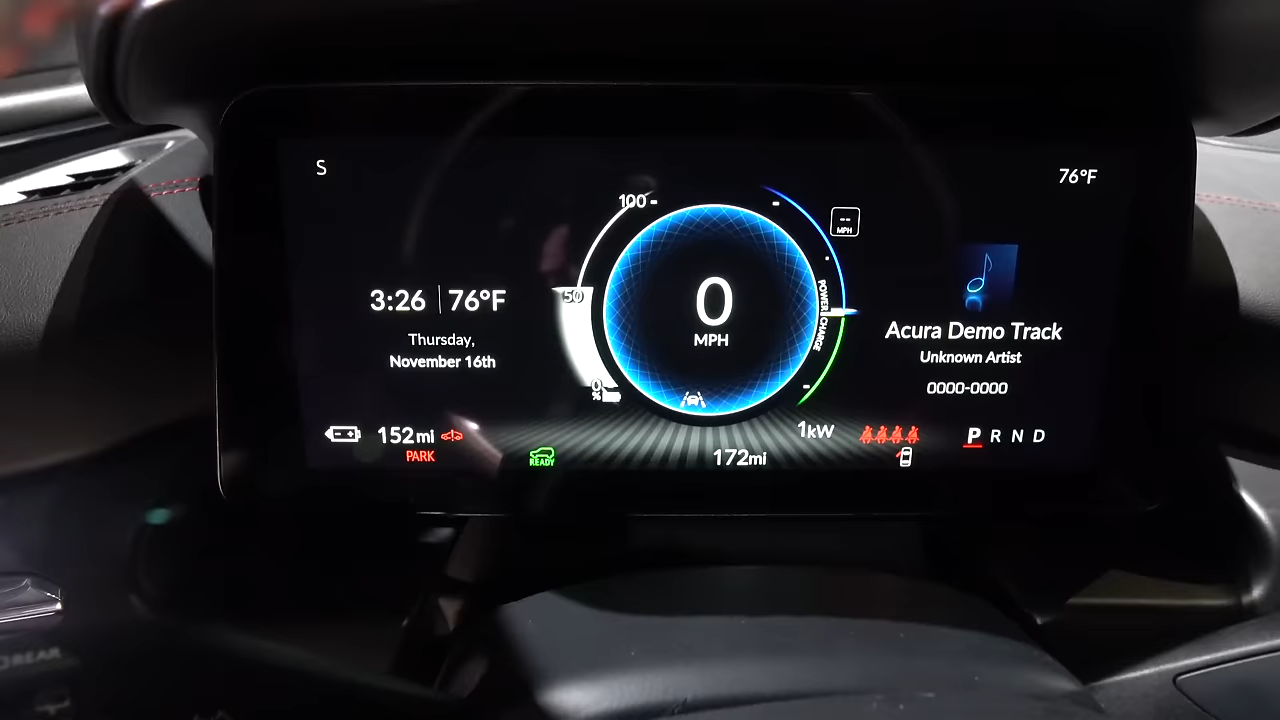 S
76°F
100
-- MPH
3:26 | 76°F
50
0
MPH
POWER CHARGE
Acura Demo Track
Thursday,
Unknown Artist
November 16th
0
%
0000-0000
152mi
PARK
READY
1kW
172mi
P R N D
REAR